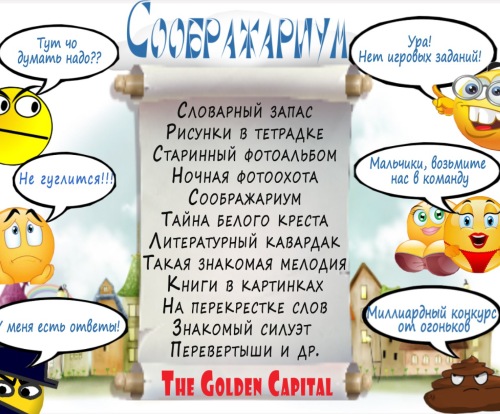 Соображариум
Тут чо
думать надо??
Ура!
Нет игровых заданий!
Не гуглится!!!
Мальчики, возьмите
нас в команду
У меня есть ответы!
Миллиардный конкурс
от огоньков
Словарный запас
Рисунки в тетрадке
Старинный фотоальбом
Ночная фотоохота
Соображариум
Тайна белого креста
Литературный кавардак
Такая знакомая мелодия
Книги в картинках
На перекрестке слов
Знакомый силуэт
Перевертыши и др.
The Golden Capital